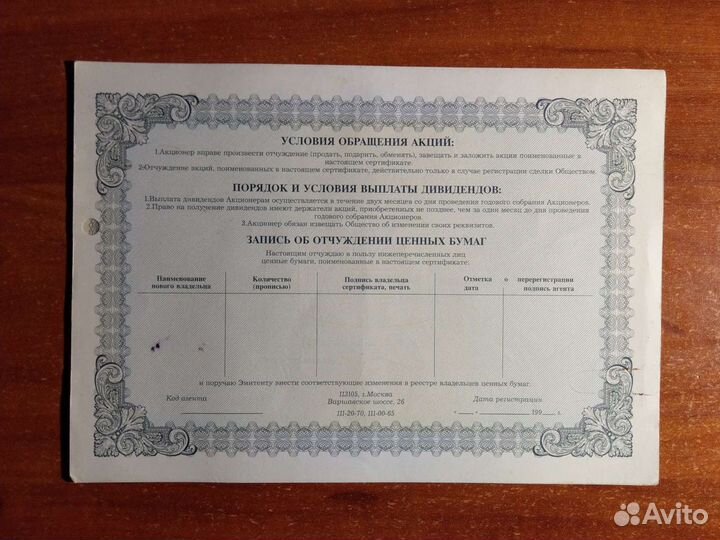 УСЛОВИЯ ОБРАЩЕНИЯ АКЦИЙ:
1.Акционер вправе произвести отчуждение (продать, подарить, обменять), завещать и заложить акции поименованные в
настоящем сертификате.
2.Отчуждение акций, поименованных в настоящем сертификате, действительно только в случае регистрации сделки Обществом.
ПОРЯДОК И УСЛОВИЯ ВЫПЛАТЫ ДИВИДЕНДОВ:
1.Выплата дивидендов Акционерам осуществляется в течение двух месяцев со дня проведения годового собрания Акционеров.
2.Право на получение дивидендов имеют держатели акций, приобретенных не позднее, чем за один месяц до дня проведения
годового собрания Акционеров.
3.Акционер обязан извещать Общество об изменении своих реквизитов.
ЗАПИСЬ ОБ ОТЧУЖДЕНИИ ЦЕННЫХ БУМАГ
Настоящим отчуждаю в пользу нижеперечисленных лиц
ценные бумаги, поименованные в настоящем сертификате:
Наименование Количество Подпись владельца Отметка о перерегистрации
нового владельца (прописью) сертификата, печать дата подпись агента
и поручаю Эмитенту внести соответствующие изменения в реестре владельцев ценных бумаг.
Код агента 113105, г.Москва Дата регистрации
Варшавское шоссе, 26
111-20-70, 111-00-65 "___" ________ 199__ г.
Avito